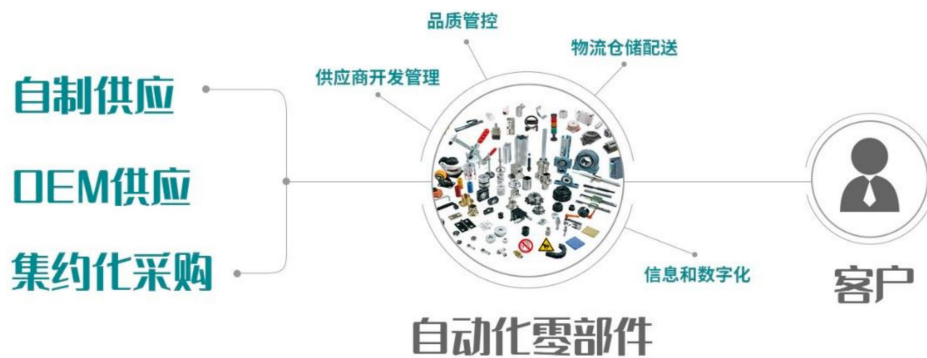 品质管控
物流仓储配送
供应商开发管理
自制供应
OEM供应
集约化采购
信息和数字化
客户
自动化零部件